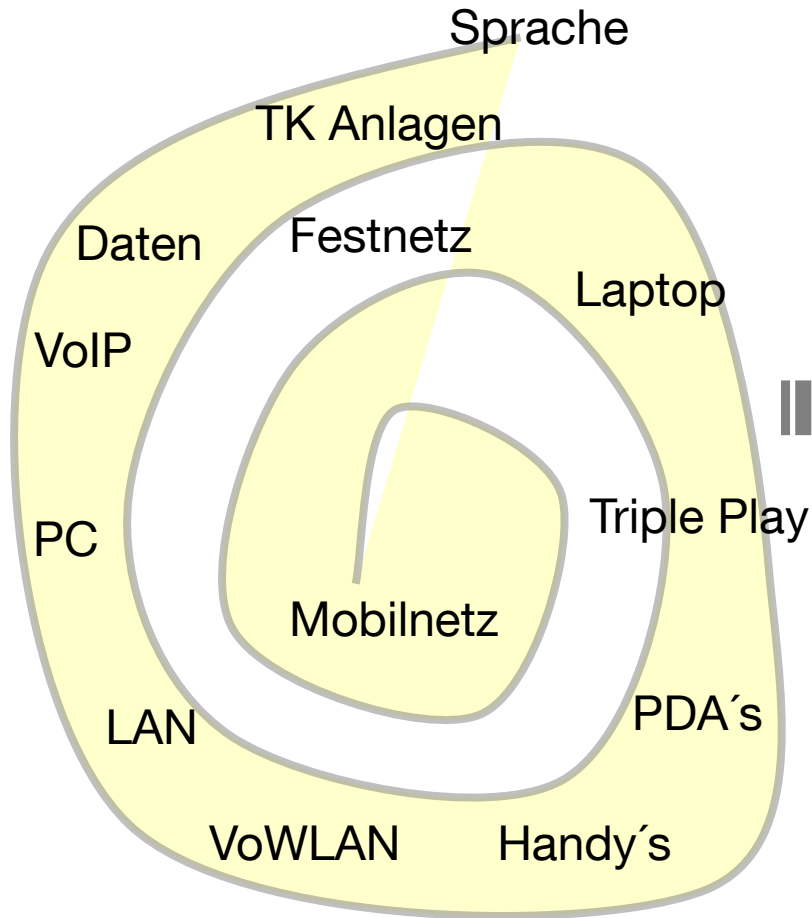 Sprache
TK Anlagen
Festnetz
Daten
Laptop
VoIP
Triple Play
PC
Mobilnetz
PDA´s
LAN
VoWLAN
Handy´s